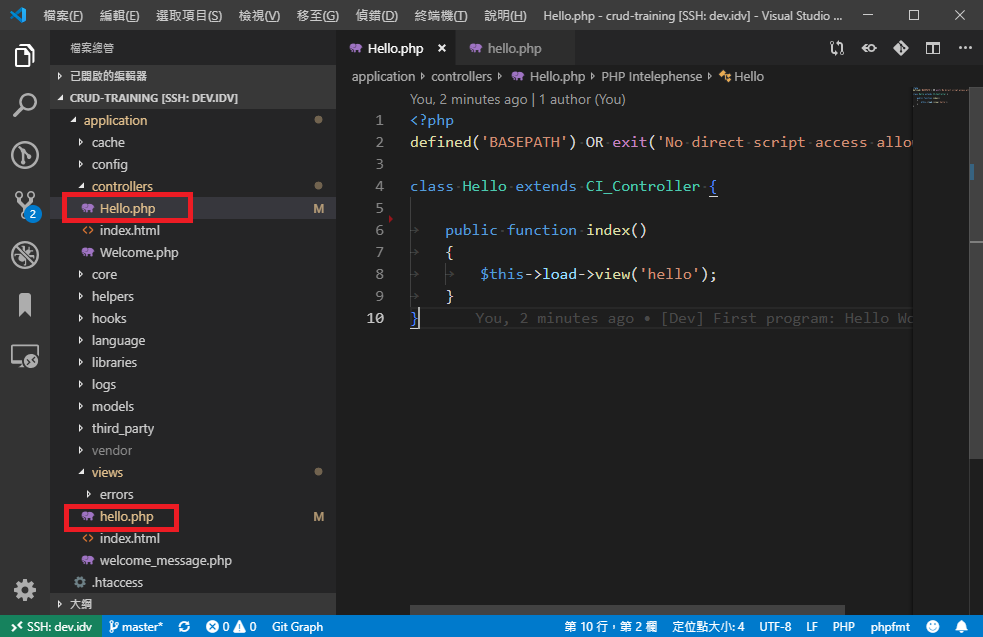 檔案(F) 編輯(E) 選取項目(S) 檢視(V) 移至(G) 偵錯(D) 終端機(T) 說明(H) Hello.php - crud-training [SSH: dev.idv] - Visual Studio ...
檔案總管
已開啟的編輯器
CRUD-TRAINING [SSH: DEV.IDV]
application
cache
config
controllers
Hello.php M
index.html
Welcome.php
core
helpers
hooks
language
libraries
logs
models
third_party
vendor
views
errors
hello.php M
index.html
welcome_message.php
.htaccess
大綱
2
Hello.php × hello.php
application › controllers › Hello.php › PHP Intelephense › Hello
You, 2 minutes ago | 1 author (You)
1 <?php
2 defined('BASEPATH') OR exit('No direct script access allow
3
4 class Hello extends CI_Controller {
5
6 public function index()
7 {
8 $this->load->view('hello');
9 }
10 } You, 2 minutes ago • [Dev] First program: Hello Wo
SSH: dev.idv master* 0 0 Git Graph 第 10 行，第 2 欄 定位點大小: 4 UTF-8 LF PHP phpfmt